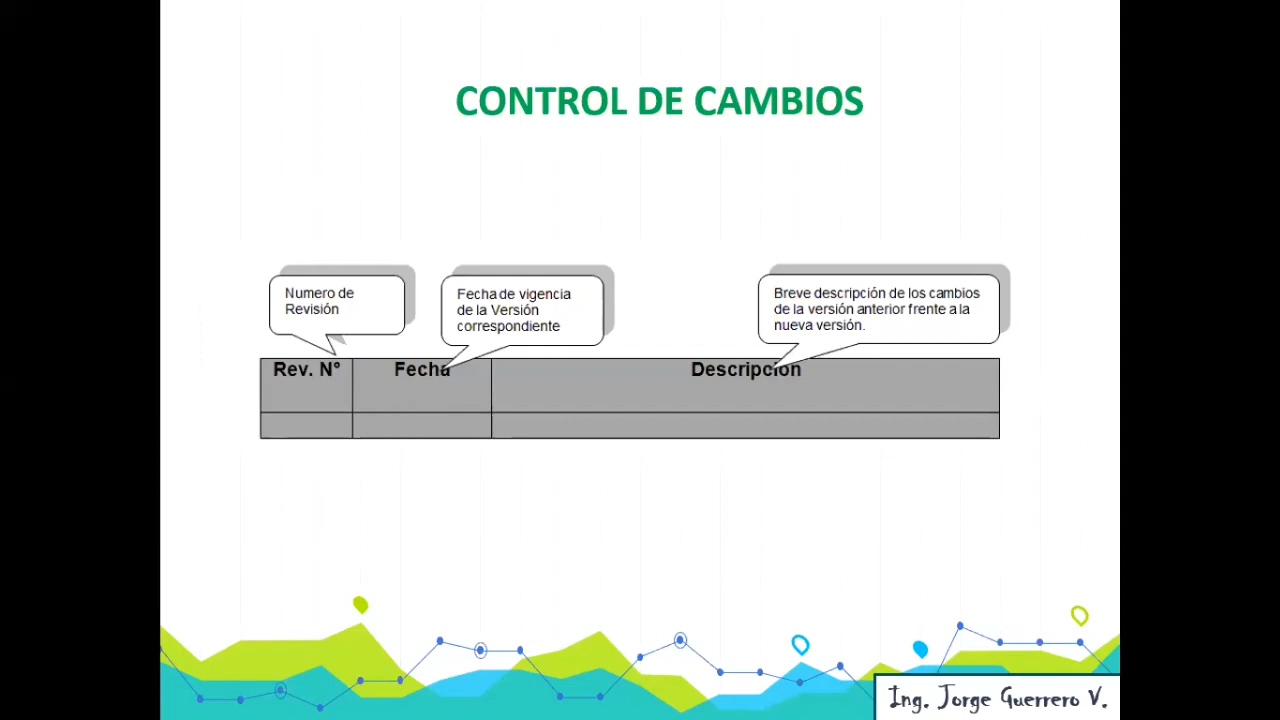 CONTROL DE CAMBIOS
Numero de
Revisión
Fecha de vigencia
de la Versión
correspondiente
Breve descripción de los cambios
de la versión anterior frente a la
nueva versión.
Rev. N° Fecha Descripción
Ing. Jorge Guerrero V.